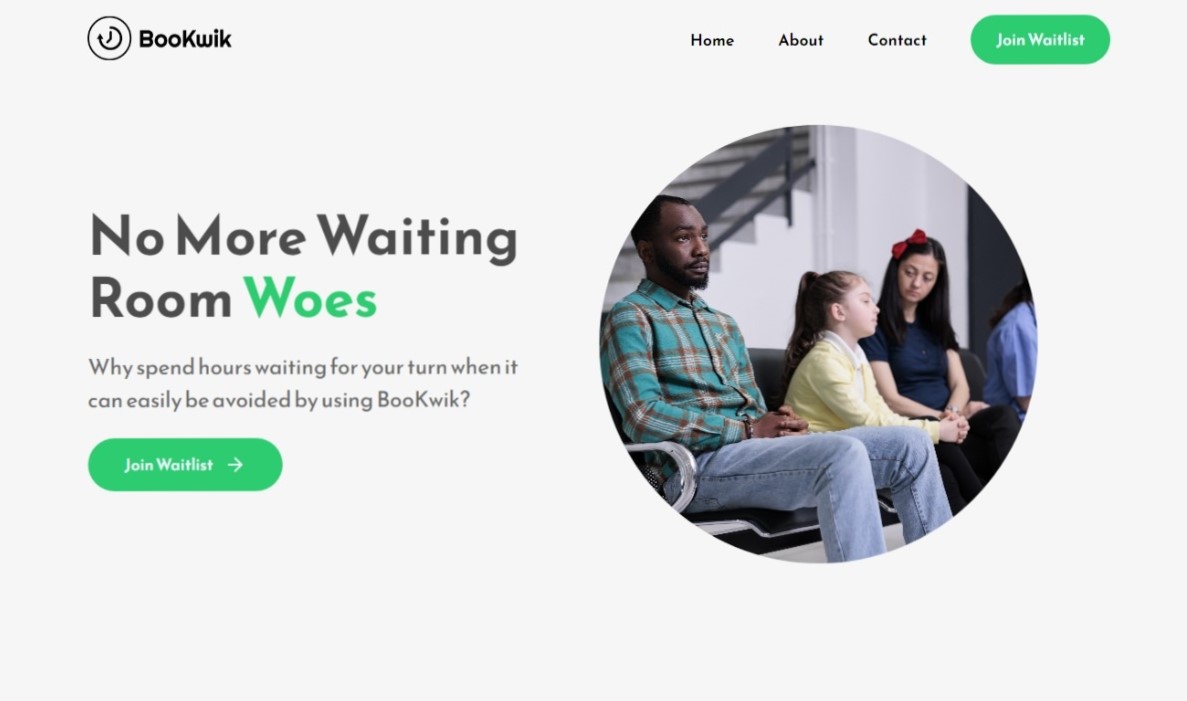 BooKwik
Home
About
Contact
Join Waitlist
No More Waiting
Room Woes
Why spend hours waiting for your turn when it
can easily be avoided by using BooKwik?
Join Waitlist →